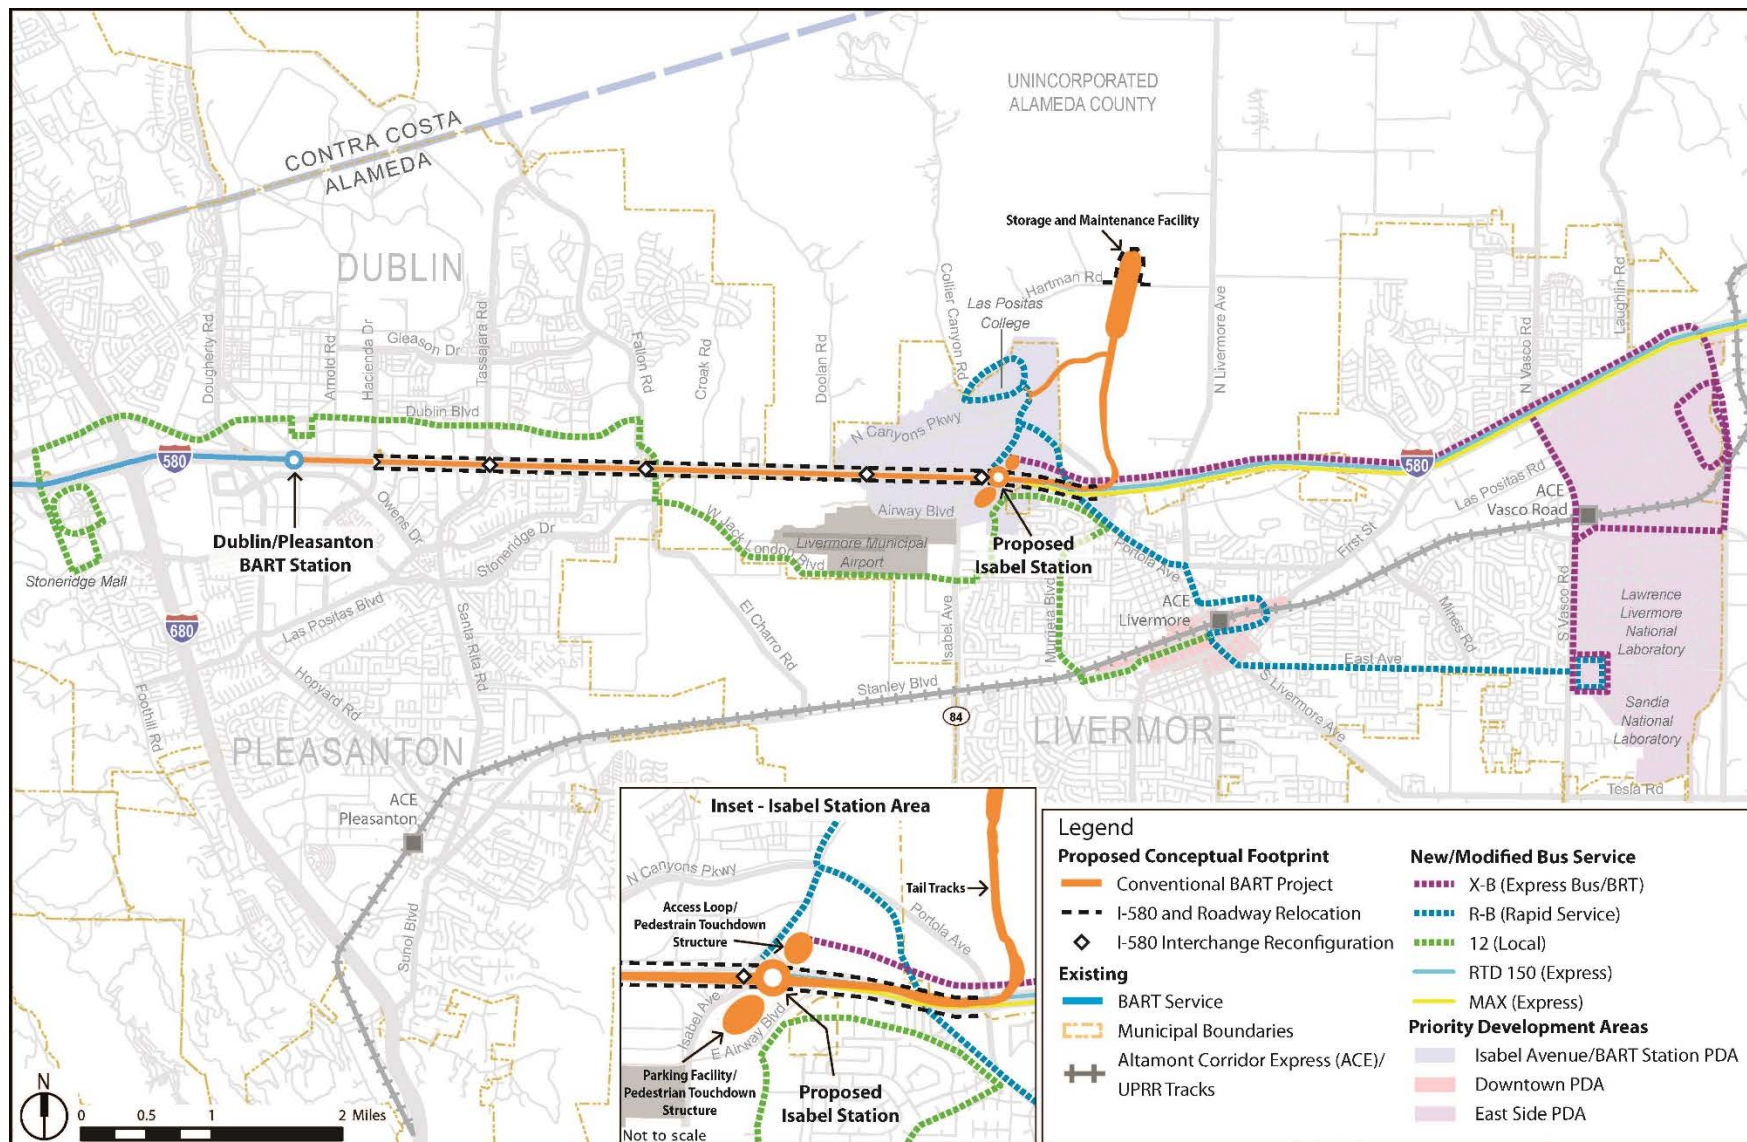 UNINCORPORATED
ALAMEDA COUNTY
CONTRA COSTA
ALAMEDA
Storage and Maintenance Facility
DUBLIN
Hartman Rd
Collier Canyon Rd
Las Positas
College
N Livermore Ave
N Vasco Rd
Laughlin Rd
Dougherty Rd
Arnold Rd
Hacienda Dr
Gleason Dr
Tassajara Rd
Fallon Rd
Croak Rd
Doolan Rd
Dublin Blvd
N Canyons Pkwy
580
580
Las Positas Rd
ACE
Vasco Road
Owens Dr
Stoneridge Dr
Airway Blvd
Dublin/Pleasanton
BART Station
W Jack London Blvd
Livermore Municipal
Airport
Proposed
Isabel Station
Portola Ave
First St
Stoneridge Mall
680
Las Positas Blvd
Santa Rita Rd
El Charro Rd
Isabel Ave
Murrieta Blvd
ACE
Livermore
Mines Rd
S Vasco Rd
Lawrence
Livermore
National
Laboratory
East Ave
Foothill Rd
Hopyard Rd
Stanley Blvd
84
S Livermore Ave
Sandia
National
Laboratory
PLEASANTON
LIVERMORE
Tesla Rd
ACE
Pleasanton
Sunol Blvd
Inset - Isabel Station Area
N Canyons Pkwy
Tail Tracks
Access Loop/
Pedestrain Touchdown
Structure
Portola Ave
Isabel Ave
E Airway Blvd
Parking Facility/
Pedestrian Touchdown
Structure
Proposed
Isabel Station
Not to scale
Legend
Proposed Conceptual Footprint
Conventional BART Project
I-580 and Roadway Relocation
I-580 Interchange Reconfiguration
Existing
BART Service
Municipal Boundaries
Altamont Corridor Express (ACE)/
UPRR Tracks
New/Modified Bus Service
X-B (Express Bus/BRT)
R-B (Rapid Service)
12 (Local)
RTD 150 (Express)
MAX (Express)
Priority Development Areas
Isabel Avenue/BART Station PDA
Downtown PDA
East Side PDA
N
0 0.5 1 2 Miles